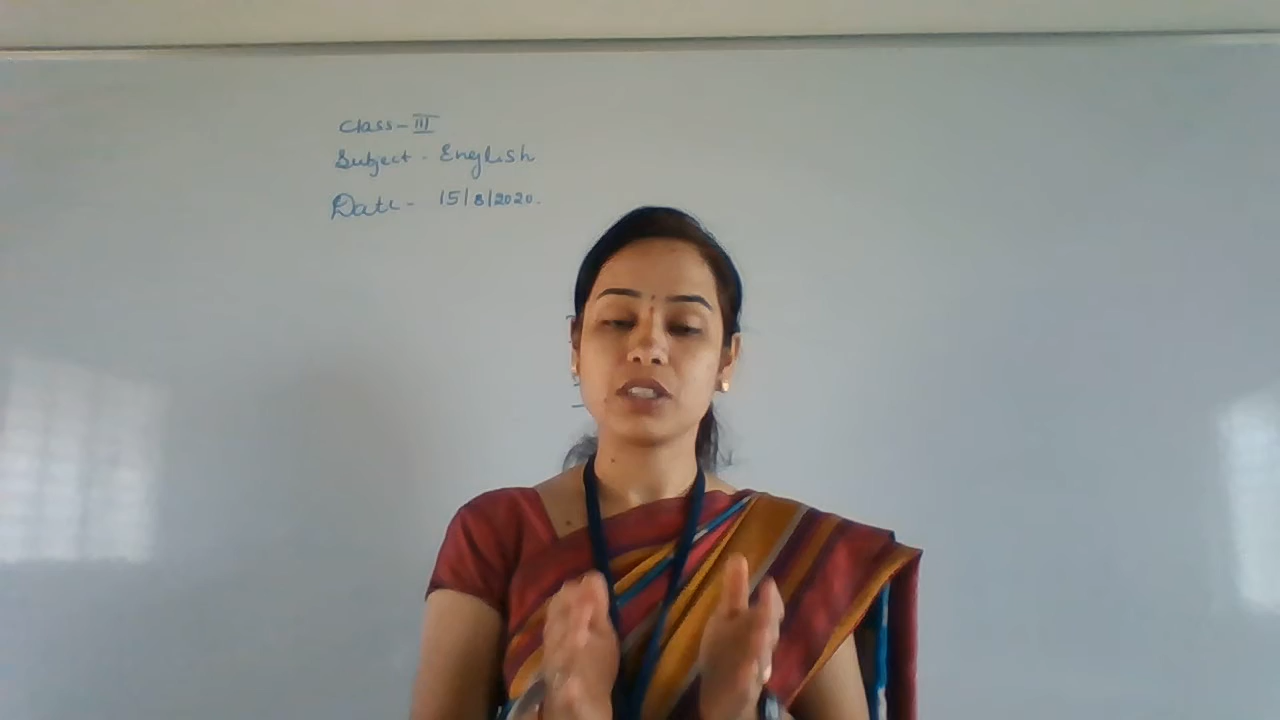 Class - III
Subject - English
Date - 15/8/2020.